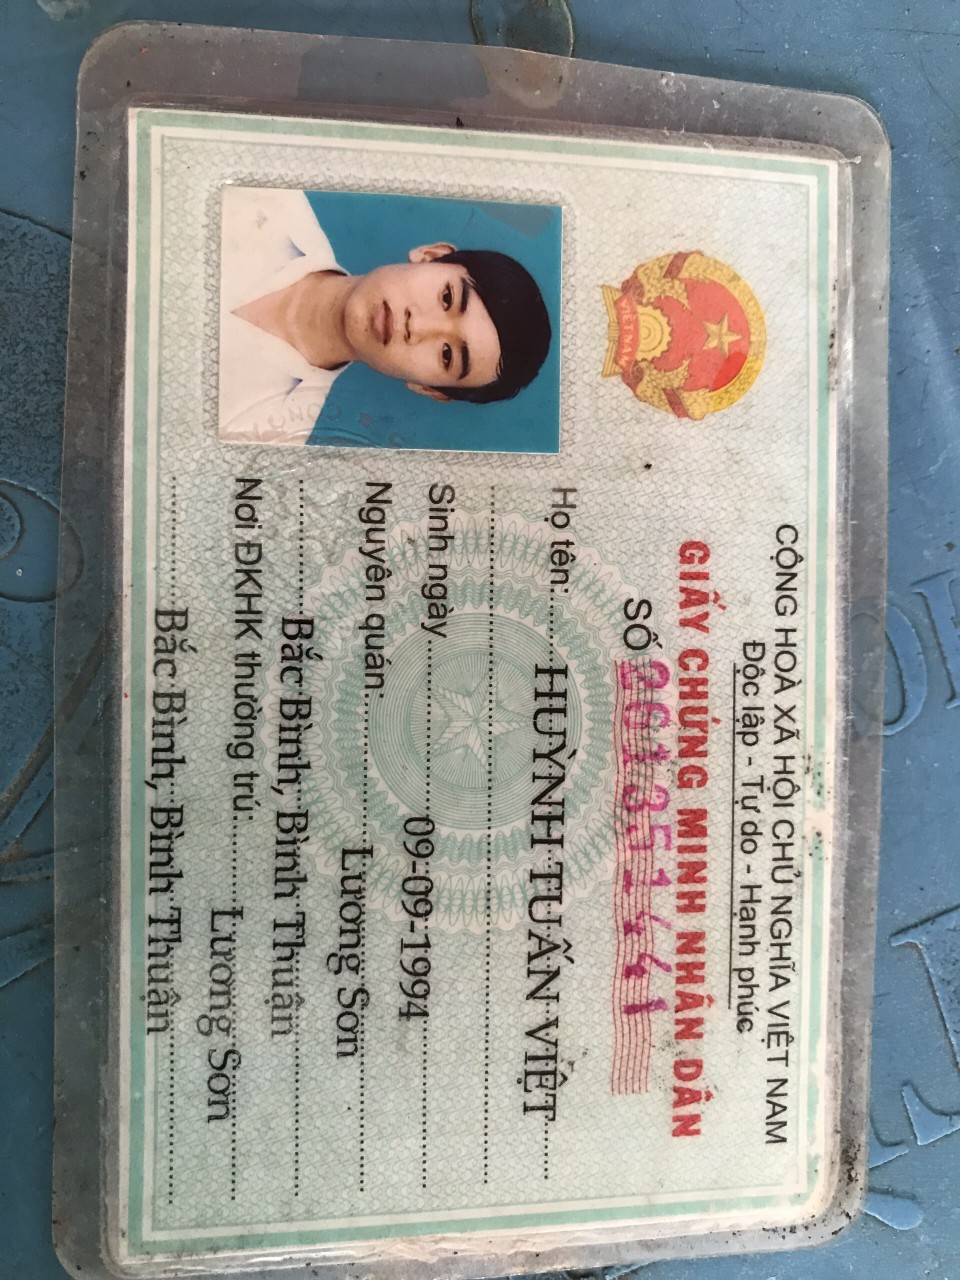 CỘNG HOÀ XÃ HỘI CHỦ NGHĨA VIỆT NAM
Độc lập - Tự do - Hạnh phúc
GIẤY CHỨNG MINH NHÂN DÂN
SỐ 261351441
VIỆT NAM
Họ tên: HUỲNH TUẤN VIỆT
Sinh ngày 09-09-1994
Nguyên quán: Lương Sơn
Bắc Bình, Bình Thuận
Nơi ĐKHK thường trú: Lương Sơn
Bắc Bình, Bình Thuận